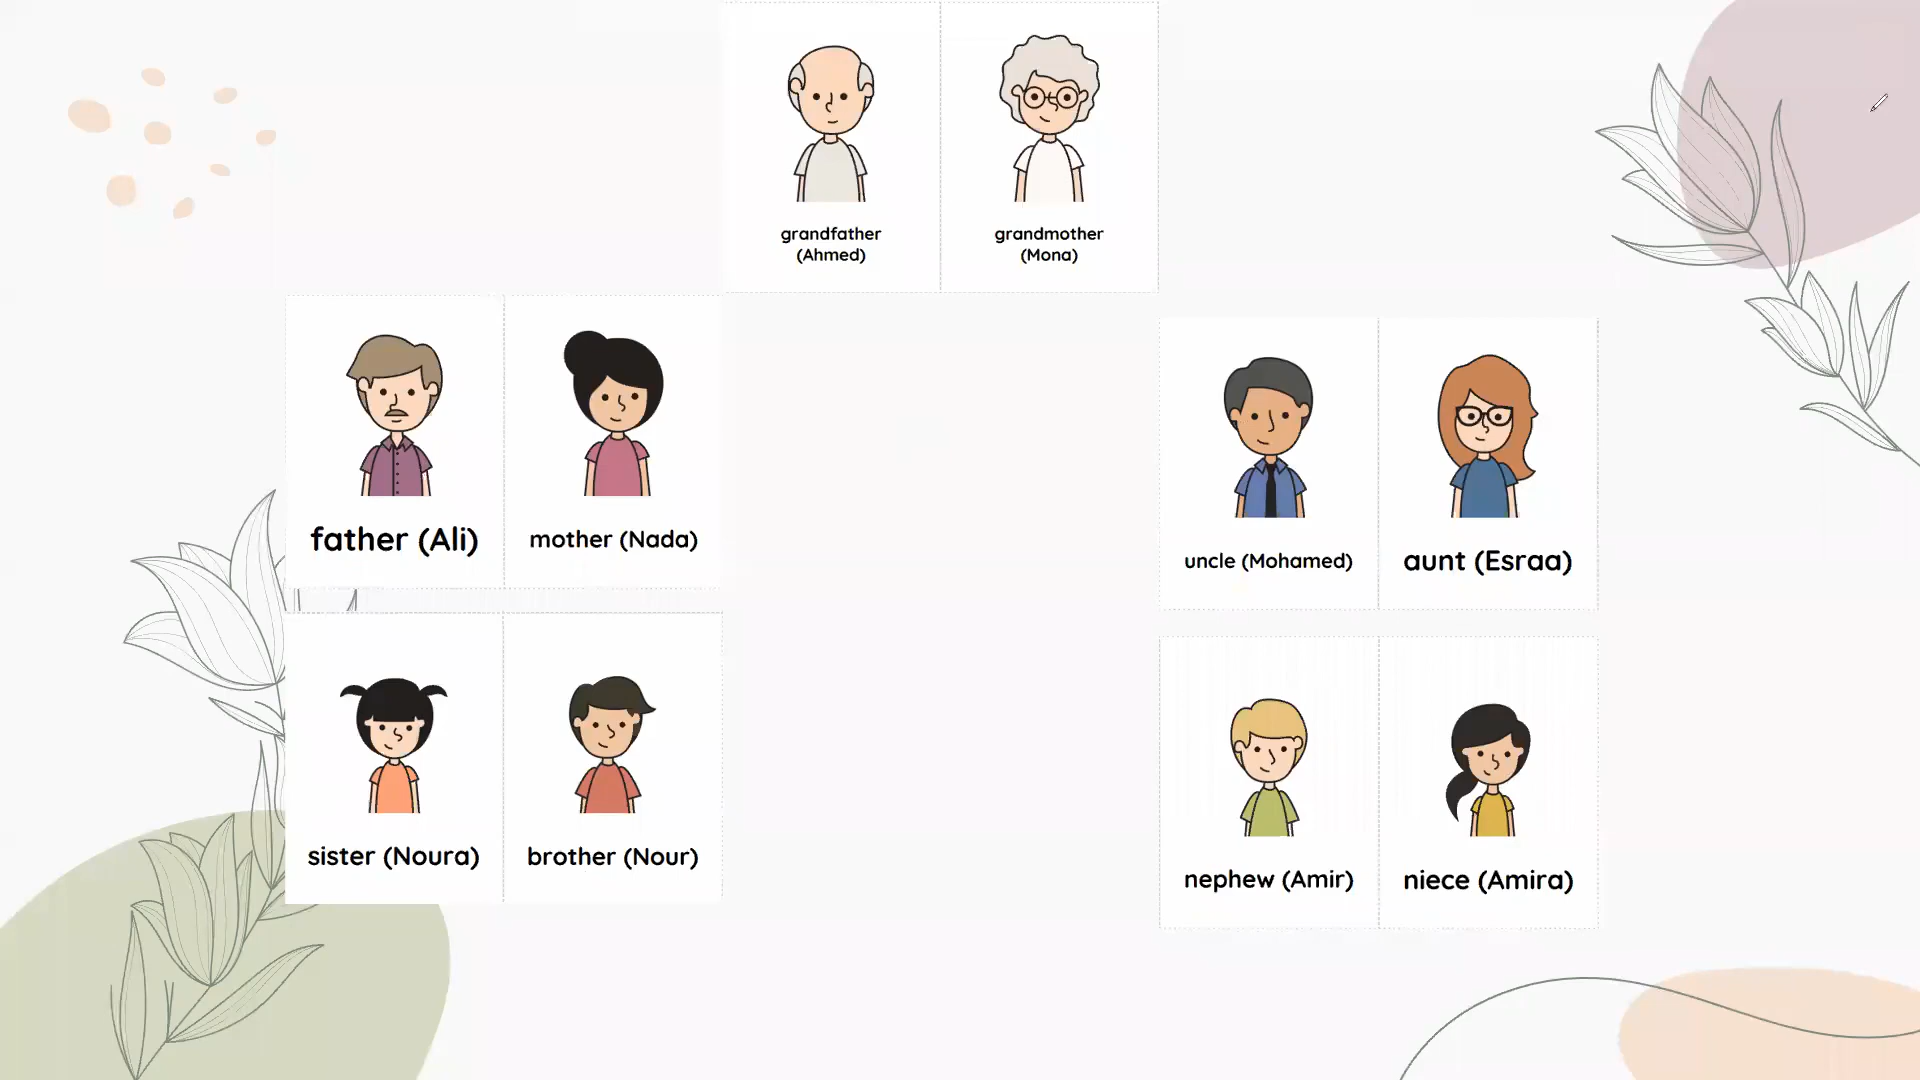 grandfather
(Ahmed)
grandmother
(Mona)
father (Ali)
mother (Nada)
uncle (Mohamed)
aunt (Esraa)
sister (Noura)
brother (Nour)
nephew (Amir)
niece (Amira)